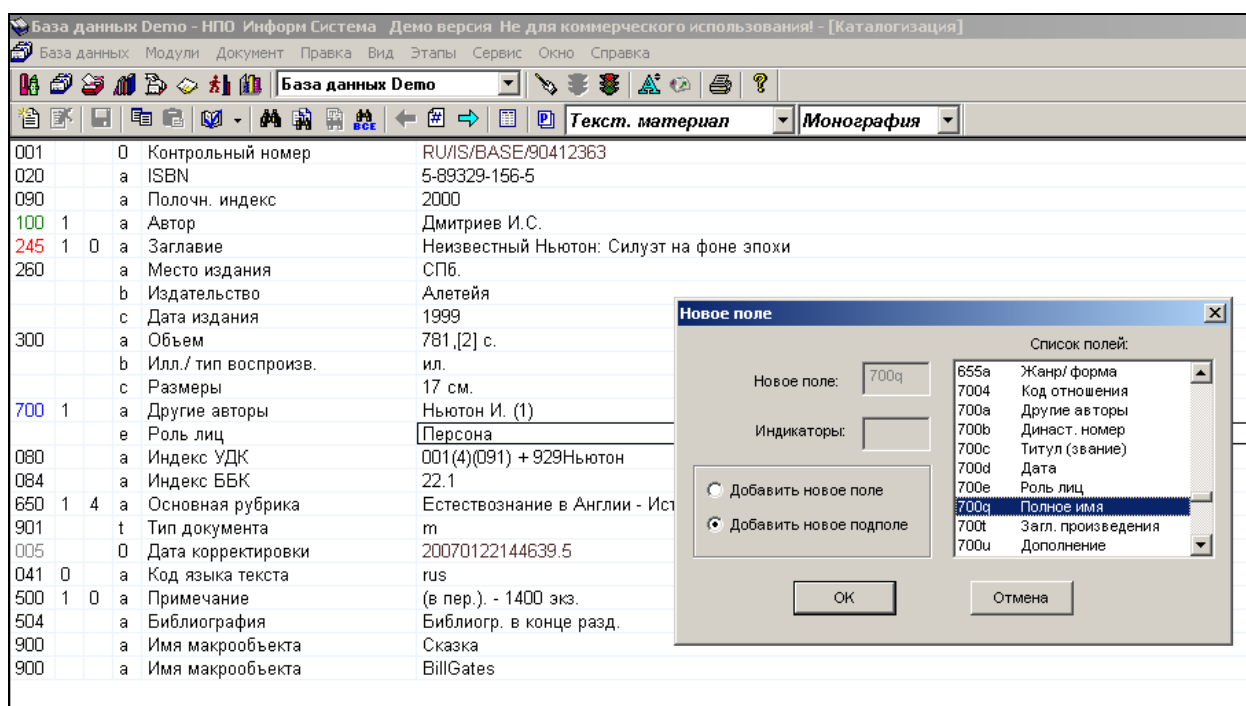 База данных Demo - НПО Информ Система Демо версия Не для коммерческого использования! - [Каталогизация]
База данных Модули Документ Правка Вид Этапы Сервис Окно Справка
База данных Demo
ВСЕ Текст. материал Монография
001 0 Контрольный номер RU/IS/BASE/90412363
020 a ISBN 5-89329-156-5
090 a Полочн. индекс 2000
100 1 a Автор Дмитриев И.С.
245 1 0 a Заглавие Неизвестный Ньютон: Силуэт на фоне эпохи
260 a Место издания СПб.
b Издательство Алетейя
c Дата издания 1999
300 a Объем 781,[2] с.
b Илл./ тип воспроизв. ил.
c Размеры 17 см.
700 1 a Другие авторы Ньютон И. (1)
e Роль лиц Персона
080 a Индекс УДК 001(4)(091) + 929Ньютон
084 a Индекс ББК 22.1
650 1 4 a Основная рубрика Естествознание в Англии - Ист
901 t Тип документа m
005 0 Дата корректировки 20070122144639.5
041 0 a Код языка текста rus
500 1 0 a Примечание (в пер.). - 1400 экз.
504 a Библиография Библиогр. в конце разд.
900 a Имя макрообъекта Сказка
900 a Имя макрообъекта BillGates
Новое поле
Список полей:
Новое поле: 700q
Индикаторы:
Добавить новое поле
Добавить новое подполе
655a Жанр/ форма
7004 Код отношения
700a Другие авторы
700b Династ. номер
700c Титул (звание)
700d Дата
700e Роль лиц
700q Полное имя
700t Загл. произведения
700u Дополнение
OK Отмена